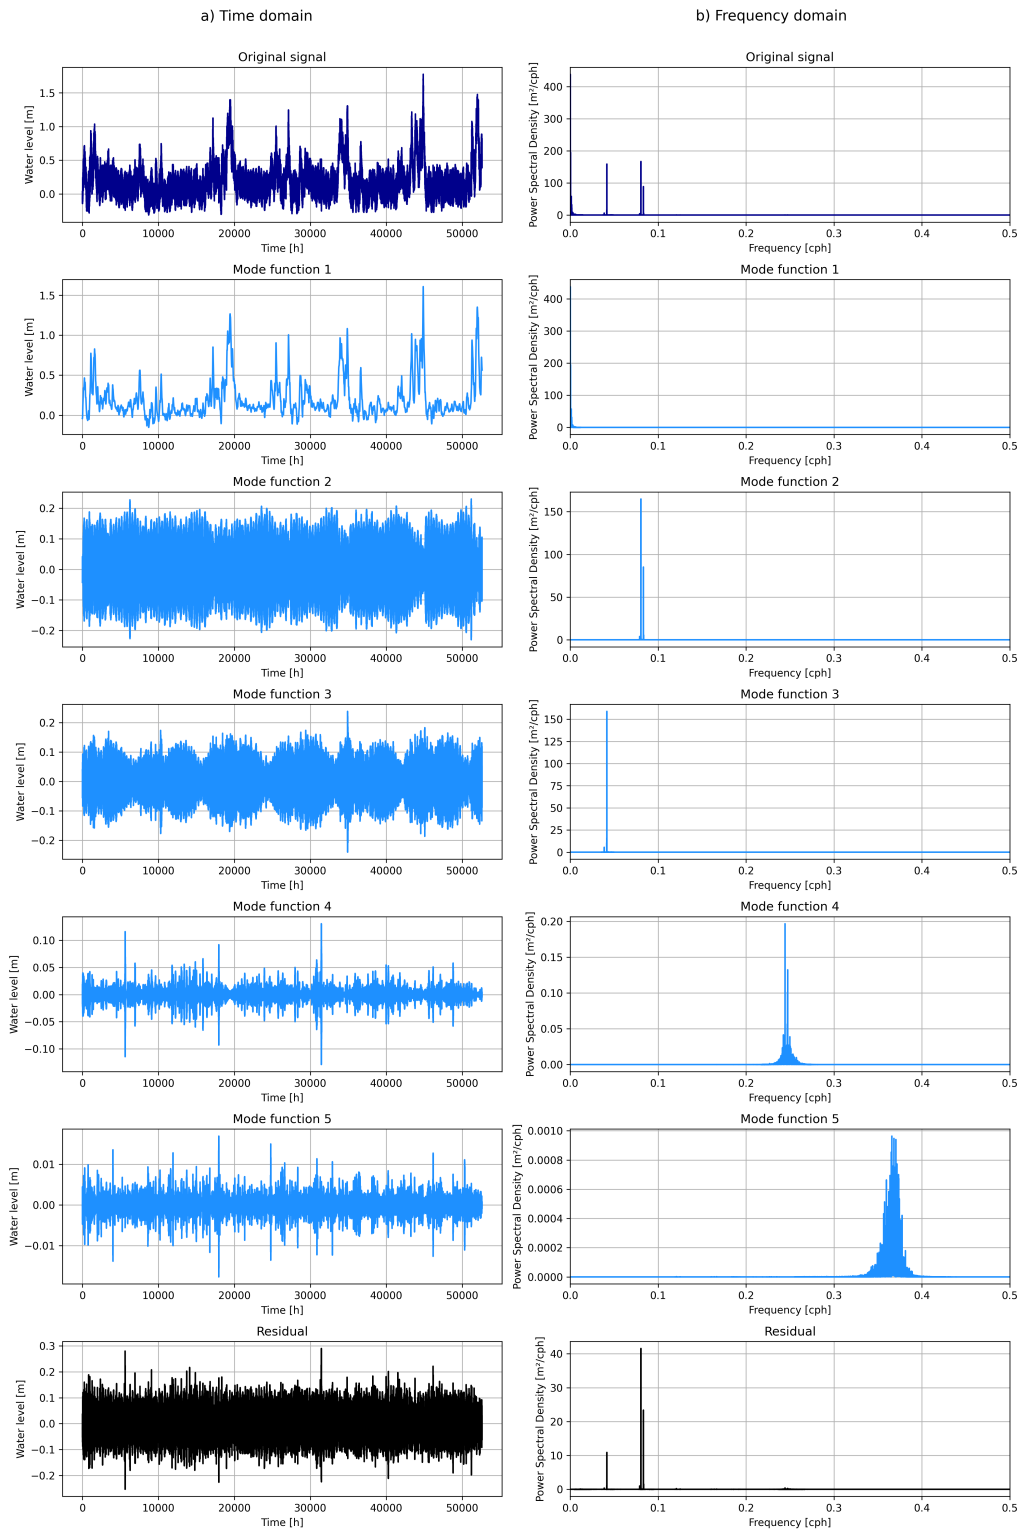 a) Time domain
b) Frequency domain
Original signal
Water level [m]
1.5
1.0
0.5
0.0
0 10000 20000 30000 40000 50000
Time [h]
Original signal
Power Spectral Density [m²/cph]
400
300
200
100
0
0.0 0.1 0.2 0.3 0.4 0.5
Frequency [cph]
Mode function 1
Water level [m]
1.5
1.0
0.5
0.0
0 10000 20000 30000 40000 50000
Time [h]
Mode function 1
Power Spectral Density [m²/cph]
400
300
200
100
0
0.0 0.1 0.2 0.3 0.4 0.5
Frequency [cph]
Mode function 2
Water level [m]
0.2
0.1
0.0
−0.1
−0.2
0 10000 20000 30000 40000 50000
Time [h]
Mode function 2
Power Spectral Density [m²/cph]
150
100
50
0
0.0 0.1 0.2 0.3 0.4 0.5
Frequency [cph]
Mode function 3
Water level [m]
0.2
0.1
0.0
−0.1
−0.2
0 10000 20000 30000 40000 50000
Time [h]
Mode function 3
Power Spectral Density [m²/cph]
150
125
100
75
50
25
0
0.0 0.1 0.2 0.3 0.4 0.5
Frequency [cph]
Mode function 4
Water level [m]
0.10
0.05
0.00
−0.05
−0.10
0 10000 20000 30000 40000 50000
Time [h]
Mode function 4
Power Spectral Density [m²/cph]
0.20
0.15
0.10
0.05
0.00
0.0 0.1 0.2 0.3 0.4 0.5
Frequency [cph]
Mode function 5
Water level [m]
0.01
0.00
−0.01
0 10000 20000 30000 40000 50000
Time [h]
Mode function 5
Power Spectral Density [m²/cph]
0.0010
0.0008
0.0006
0.0004
0.0002
0.0000
0.0 0.1 0.2 0.3 0.4 0.5
Frequency [cph]
Residual
Water level [m]
0.3
0.2
0.1
0.0
−0.1
−0.2
0 10000 20000 30000 40000 50000
Time [h]
Residual
Power Spectral Density [m²/cph]
40
30
20
10
0
0.0 0.1 0.2 0.3 0.4 0.5
Frequency [cph]